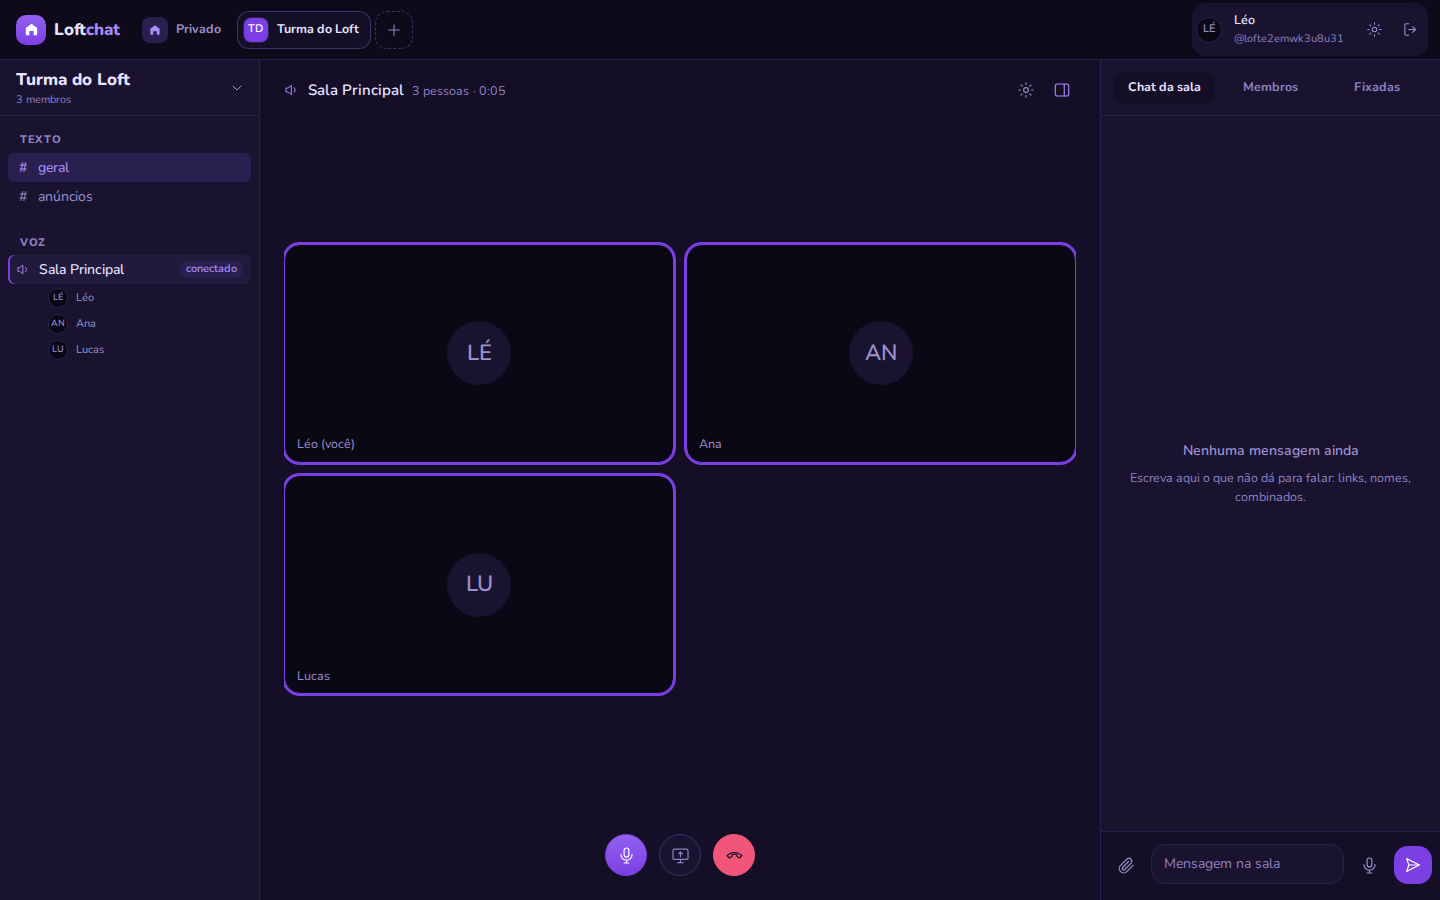 Loftchat
Privado
TD
Turma do Loft
LÉ
Léo
@lofte2emwk3u8u31
Turma do Loft
3 membros
TEXTO
# geral
# anúncios
VOZ
Sala Principal
conectado
LÉ
Léo
AN
Ana
LU
Lucas
Sala Principal
3 pessoas · 0:05
LÉ
Léo (você)
AN
Ana
LU
Lucas
Chat da sala
Membros
Fixadas
Nenhuma mensagem ainda
Escreva aqui o que não dá para falar: links, nomes,
combinados.
Mensagem na sala